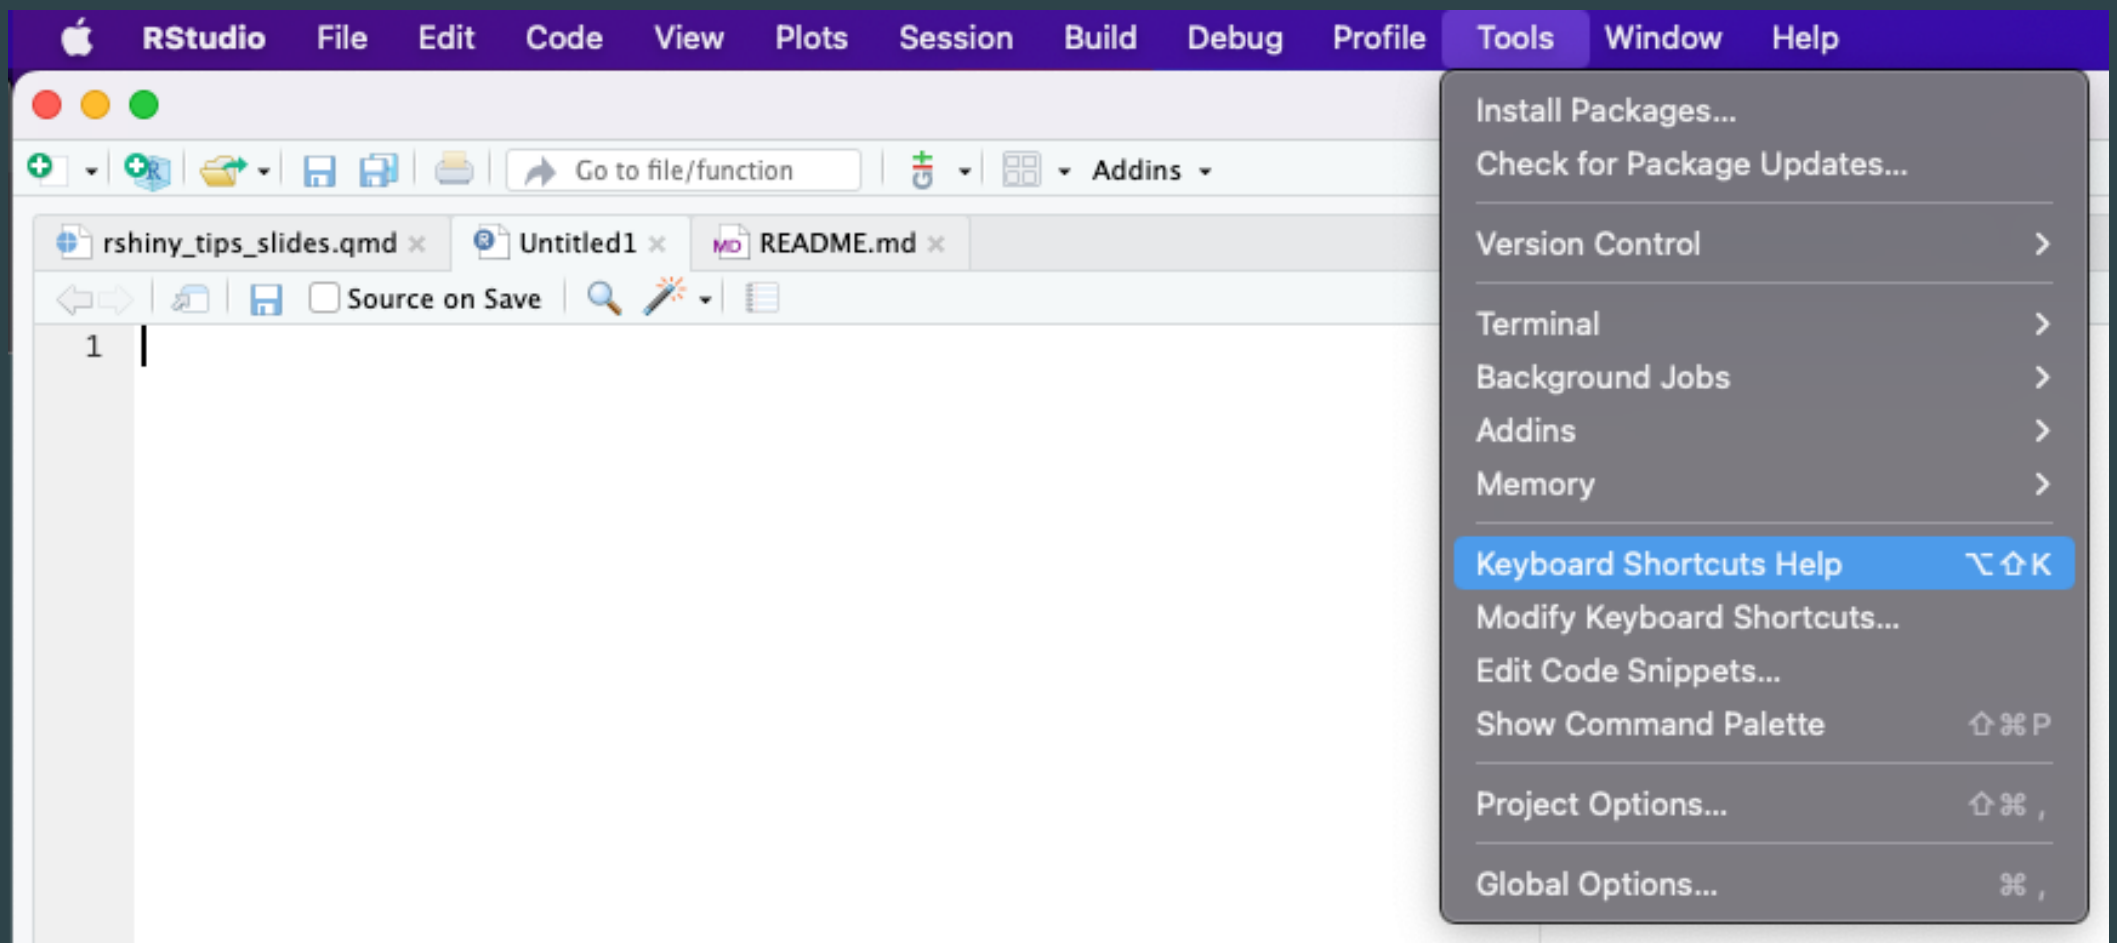 RStudio File Edit Code View Plots Session Build Debug Profile Tools Window Help
Go to file/function
Addins
rshiny_tips_slides.qmd
Untitled1
README.md
MD
Source on Save
1
Install Packages...
Check for Package Updates...
Version Control
Terminal
Background Jobs
Addins
Memory
Keyboard Shortcuts Help ⌥⇧K
Modify Keyboard Shortcuts...
Edit Code Snippets...
Show Command Palette ⇧⌘P
Project Options... ⇧⌘,
Global Options... ⌘,